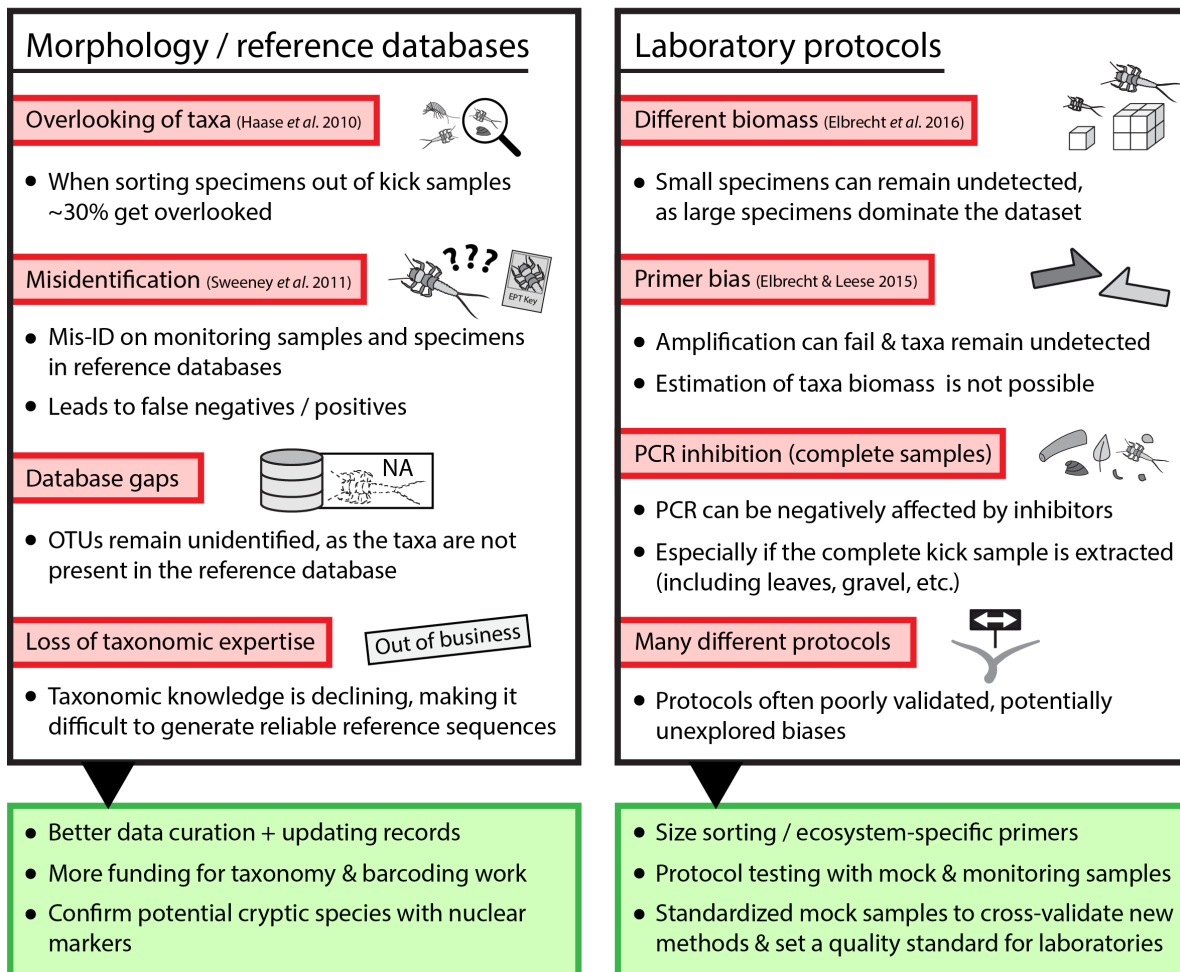 Morphology / reference databases
Overlooking of taxa (Haase et al. 2010)
• When sorting specimens out of kick samples
~30% get overlooked
Misidentification (Sweeney et al. 2011)
???
EPT Key
• Mis-ID on monitoring samples and specimens
in reference databases
• Leads to false negatives / positives
Database gaps
NA
• OTUs remain unidentified, as the taxa are not
present in the reference database
Loss of taxonomic expertise
Out of business
• Taxonomic knowledge is declining, making it
difficult to generate reliable reference sequences
• Better data curation + updating records
• More funding for taxonomy & barcoding work
• Confirm potential cryptic species with nuclear
markers
Laboratory protocols
Different biomass (Elbrecht et al. 2016)
• Small specimens can remain undetected,
as large specimens dominate the dataset
Primer bias (Elbrecht & Leese 2015)
• Amplification can fail & taxa remain undetected
• Estimation of taxa biomass is not possible
PCR inhibition (complete samples)
• PCR can be negatively affected by inhibitors
• Especially if the complete kick sample is extracted
(including leaves, gravel, etc.)
Many different protocols
• Protocols often poorly validated, potentially
unexplored biases
• Size sorting / ecosystem-specific primers
• Protocol testing with mock & monitoring samples
• Standardized mock samples to cross-validate new
methods & set a quality standard for laboratories